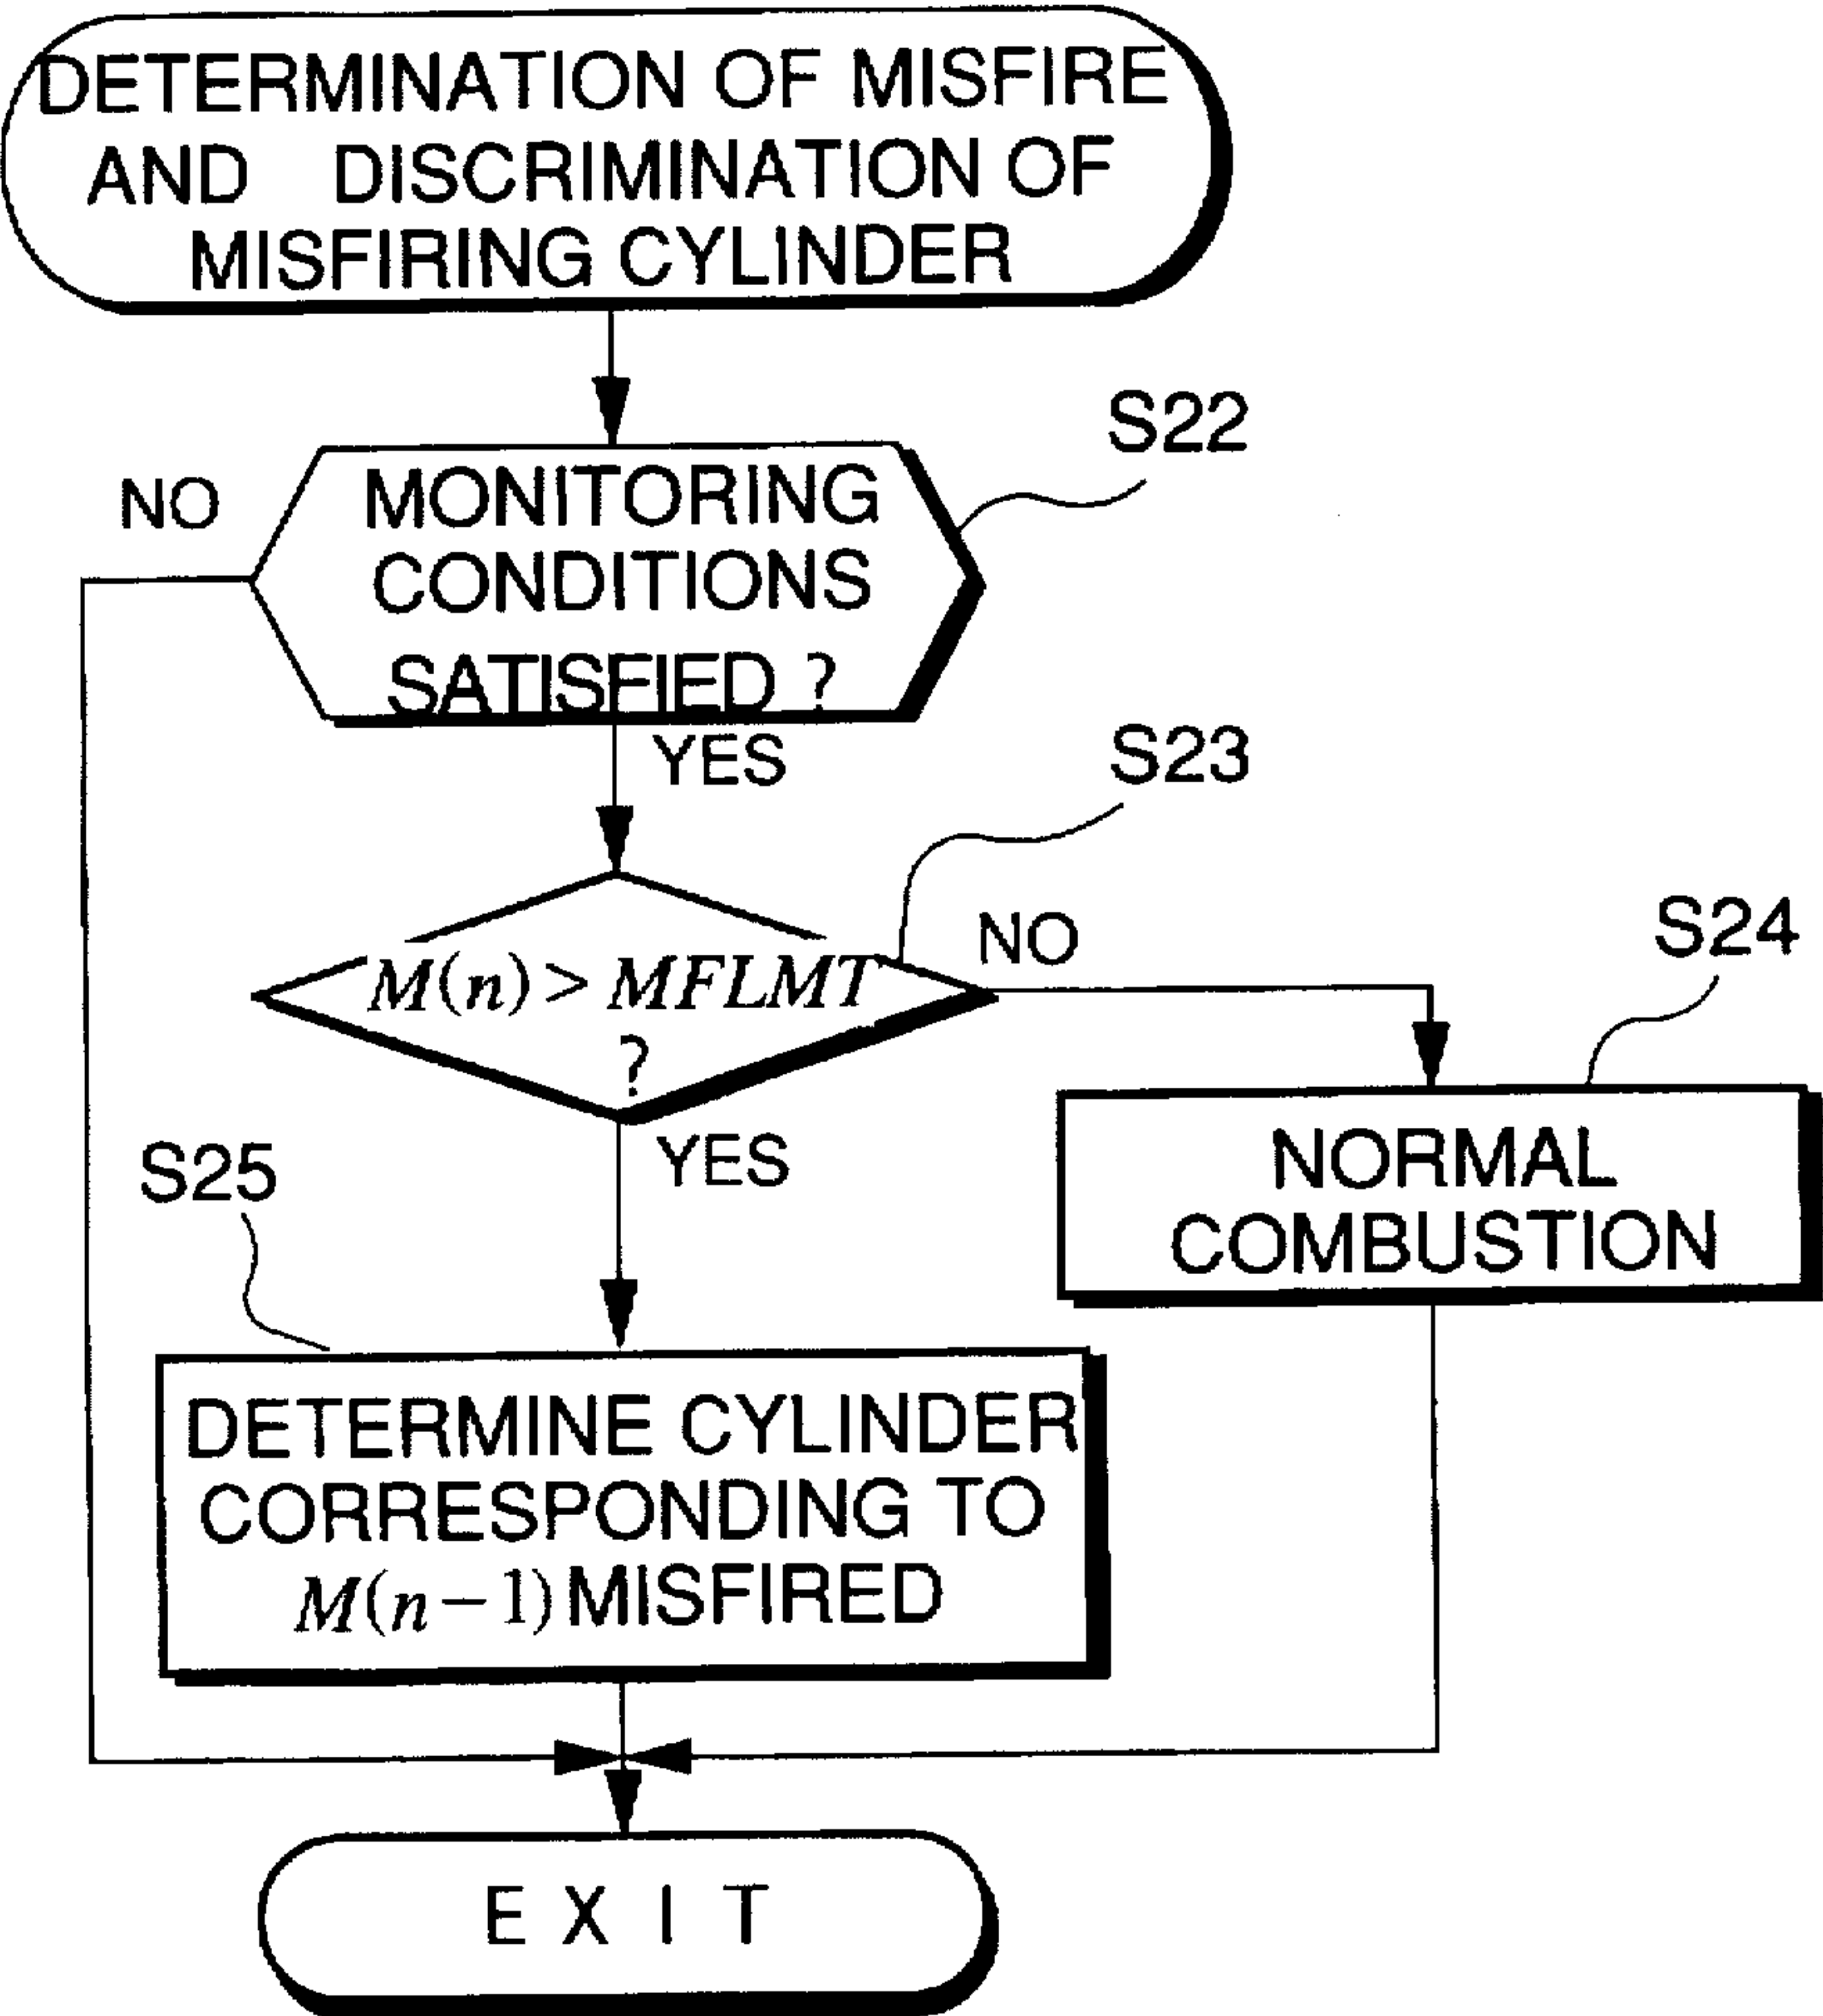 DETERMINATION OF MISFIRE
AND DISCRIMINATION OF
MISFIRING CYLINDER
S22
NO
MONITORING
CONDITIONS
SATISFIED ?
YES
S23
M(n) > MFLMT
?
NO
S24
YES
NORMAL
COMBUSTION
S25
DETERMINE CYLINDER
CORRESPONDING TO
M(n-1) MISFIRED
EXIT